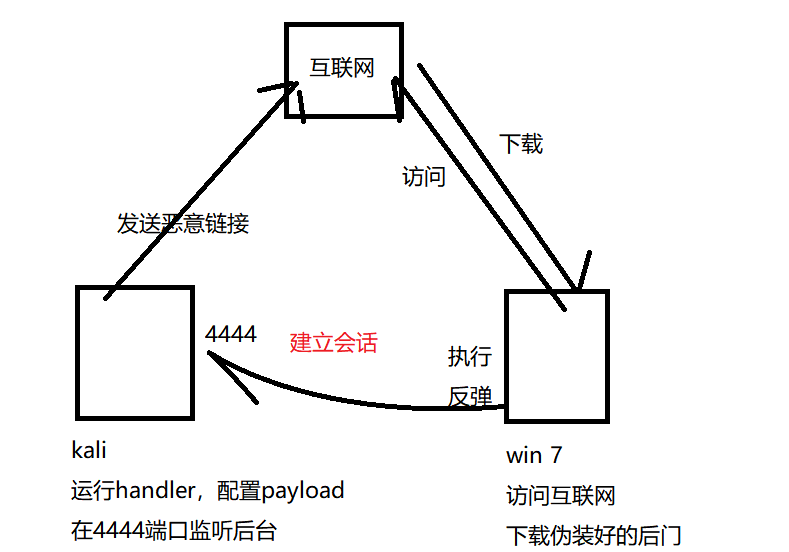 互联网
下载
访问
发送恶意链接
4444
建立会话
执行
反弹
kali
运行handler，配置payload
在4444端口监听后台
win 7
访问互联网
下载伪装好的后门